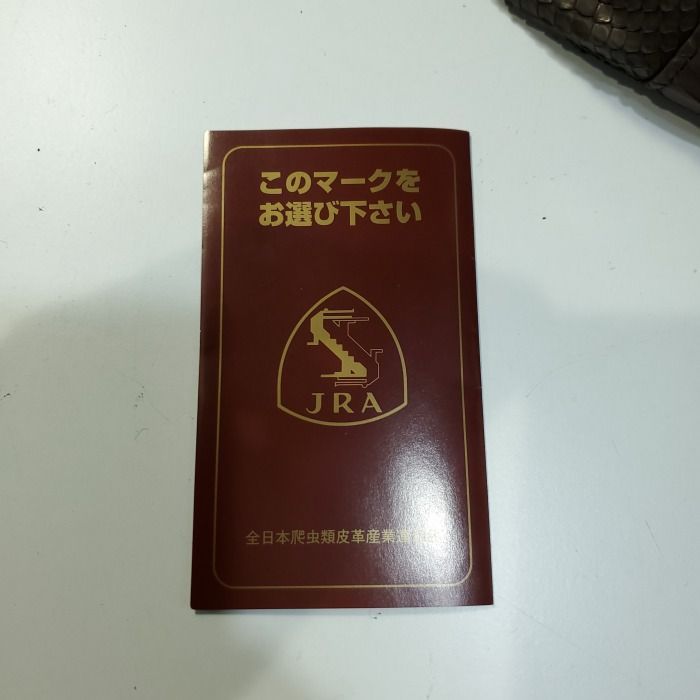 このマークを
お選び下さい
JRA
全日本爬虫類皮革産業